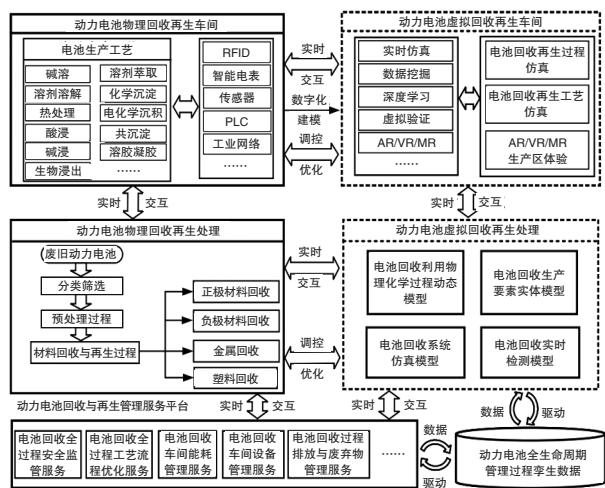 动力电池物理回收再生车间
电池生产工艺
碱溶
溶剂溶解
热处理
酸浸
碱浸
生物浸出
溶剂萃取
化学沉淀
电化学沉积
共沉淀
溶胶凝胶
……
RFID
智能电表
传感器
PLC
工业网络
……
实时
交互
数字化
建模
调控
优化
动力电池虚拟回收再生车间
实时仿真
数据挖掘
深度学习
虚拟验证
AR/VR/MR
……
电池回收再生过程
仿真
电池回收再生工艺
仿真
AR/VR/MR
生产区体验
实时
交互
实时
交互
动力电池物理回收再生处理
废旧动力电池
分类筛选
预处理过程
材料回收与再生过程
正极材料回收
负极材料回收
金属回收
塑料回收
实时
交互
调控
优化
动力电池虚拟回收再生处理
电池回收利用物
理化学过程动态
模型
电池回收生产
要素实体模型
电池回收系统
仿真模型
电池回收实时
检测模型
动力电池回收与再生管理服务平台
实时
交互
实时
交互
数据
驱动
电池回收全
过程安全监
管服务
电池回收全
过程工艺流
程优化服务
电池回收
车间能耗
管理服务
电池回收
车间设备
管理服务
电池回收过程
排放与废弃物
管理服务
……
数据
驱动
动力电池全生命周期
管理过程孪生数据